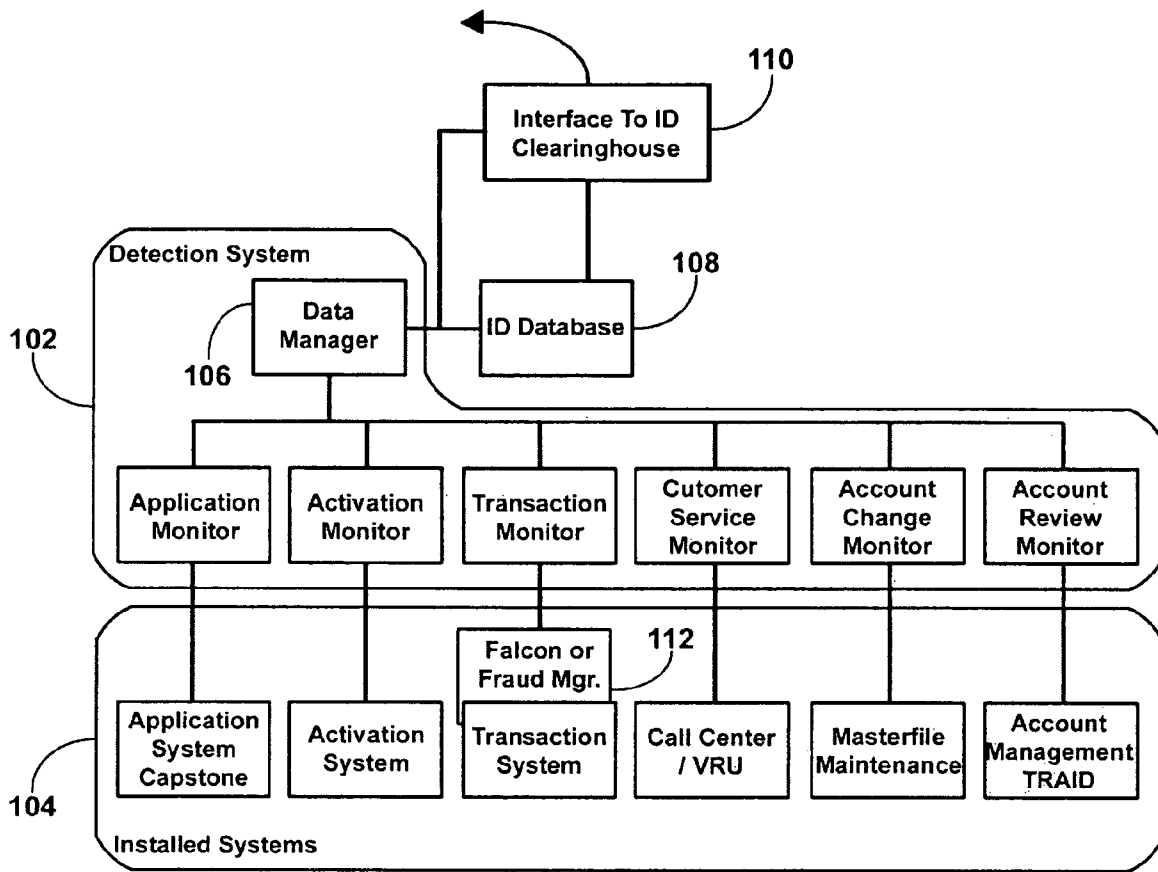 110
Interface To ID
Clearinghouse
Detection System
108
Data
Manager
ID Database
102
106
Application
Monitor
Activation
Monitor
Transaction
Monitor
Cutomer
Service
Monitor
Account
Change
Monitor
Account
Review
Monitor
Falcon or
Fraud Mgr.
112
Application
System
Capstone
Activation
System
Transaction
System
Call Center
/ VRU
Masterfile
Maintenance
Account
Management
TRAID
104
Installed Systems